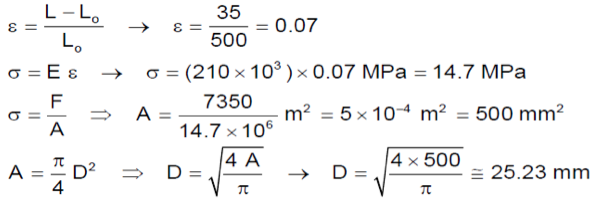 ε = (L − Lₒ) / Lₒ → ε = 35 / 500 = 0.07
σ = E ε → σ = (210 × 10³) × 0.07 MPa = 14.7 MPa
σ = F / A ⇒ A = 7350 / (14.7 × 10⁶) m² = 5 × 10⁻⁴ m² = 500 mm²
A = (π / 4) D² ⇒ D = √(4 A / π) → D = √(4 × 500 / π) ≅ 25.23 mm